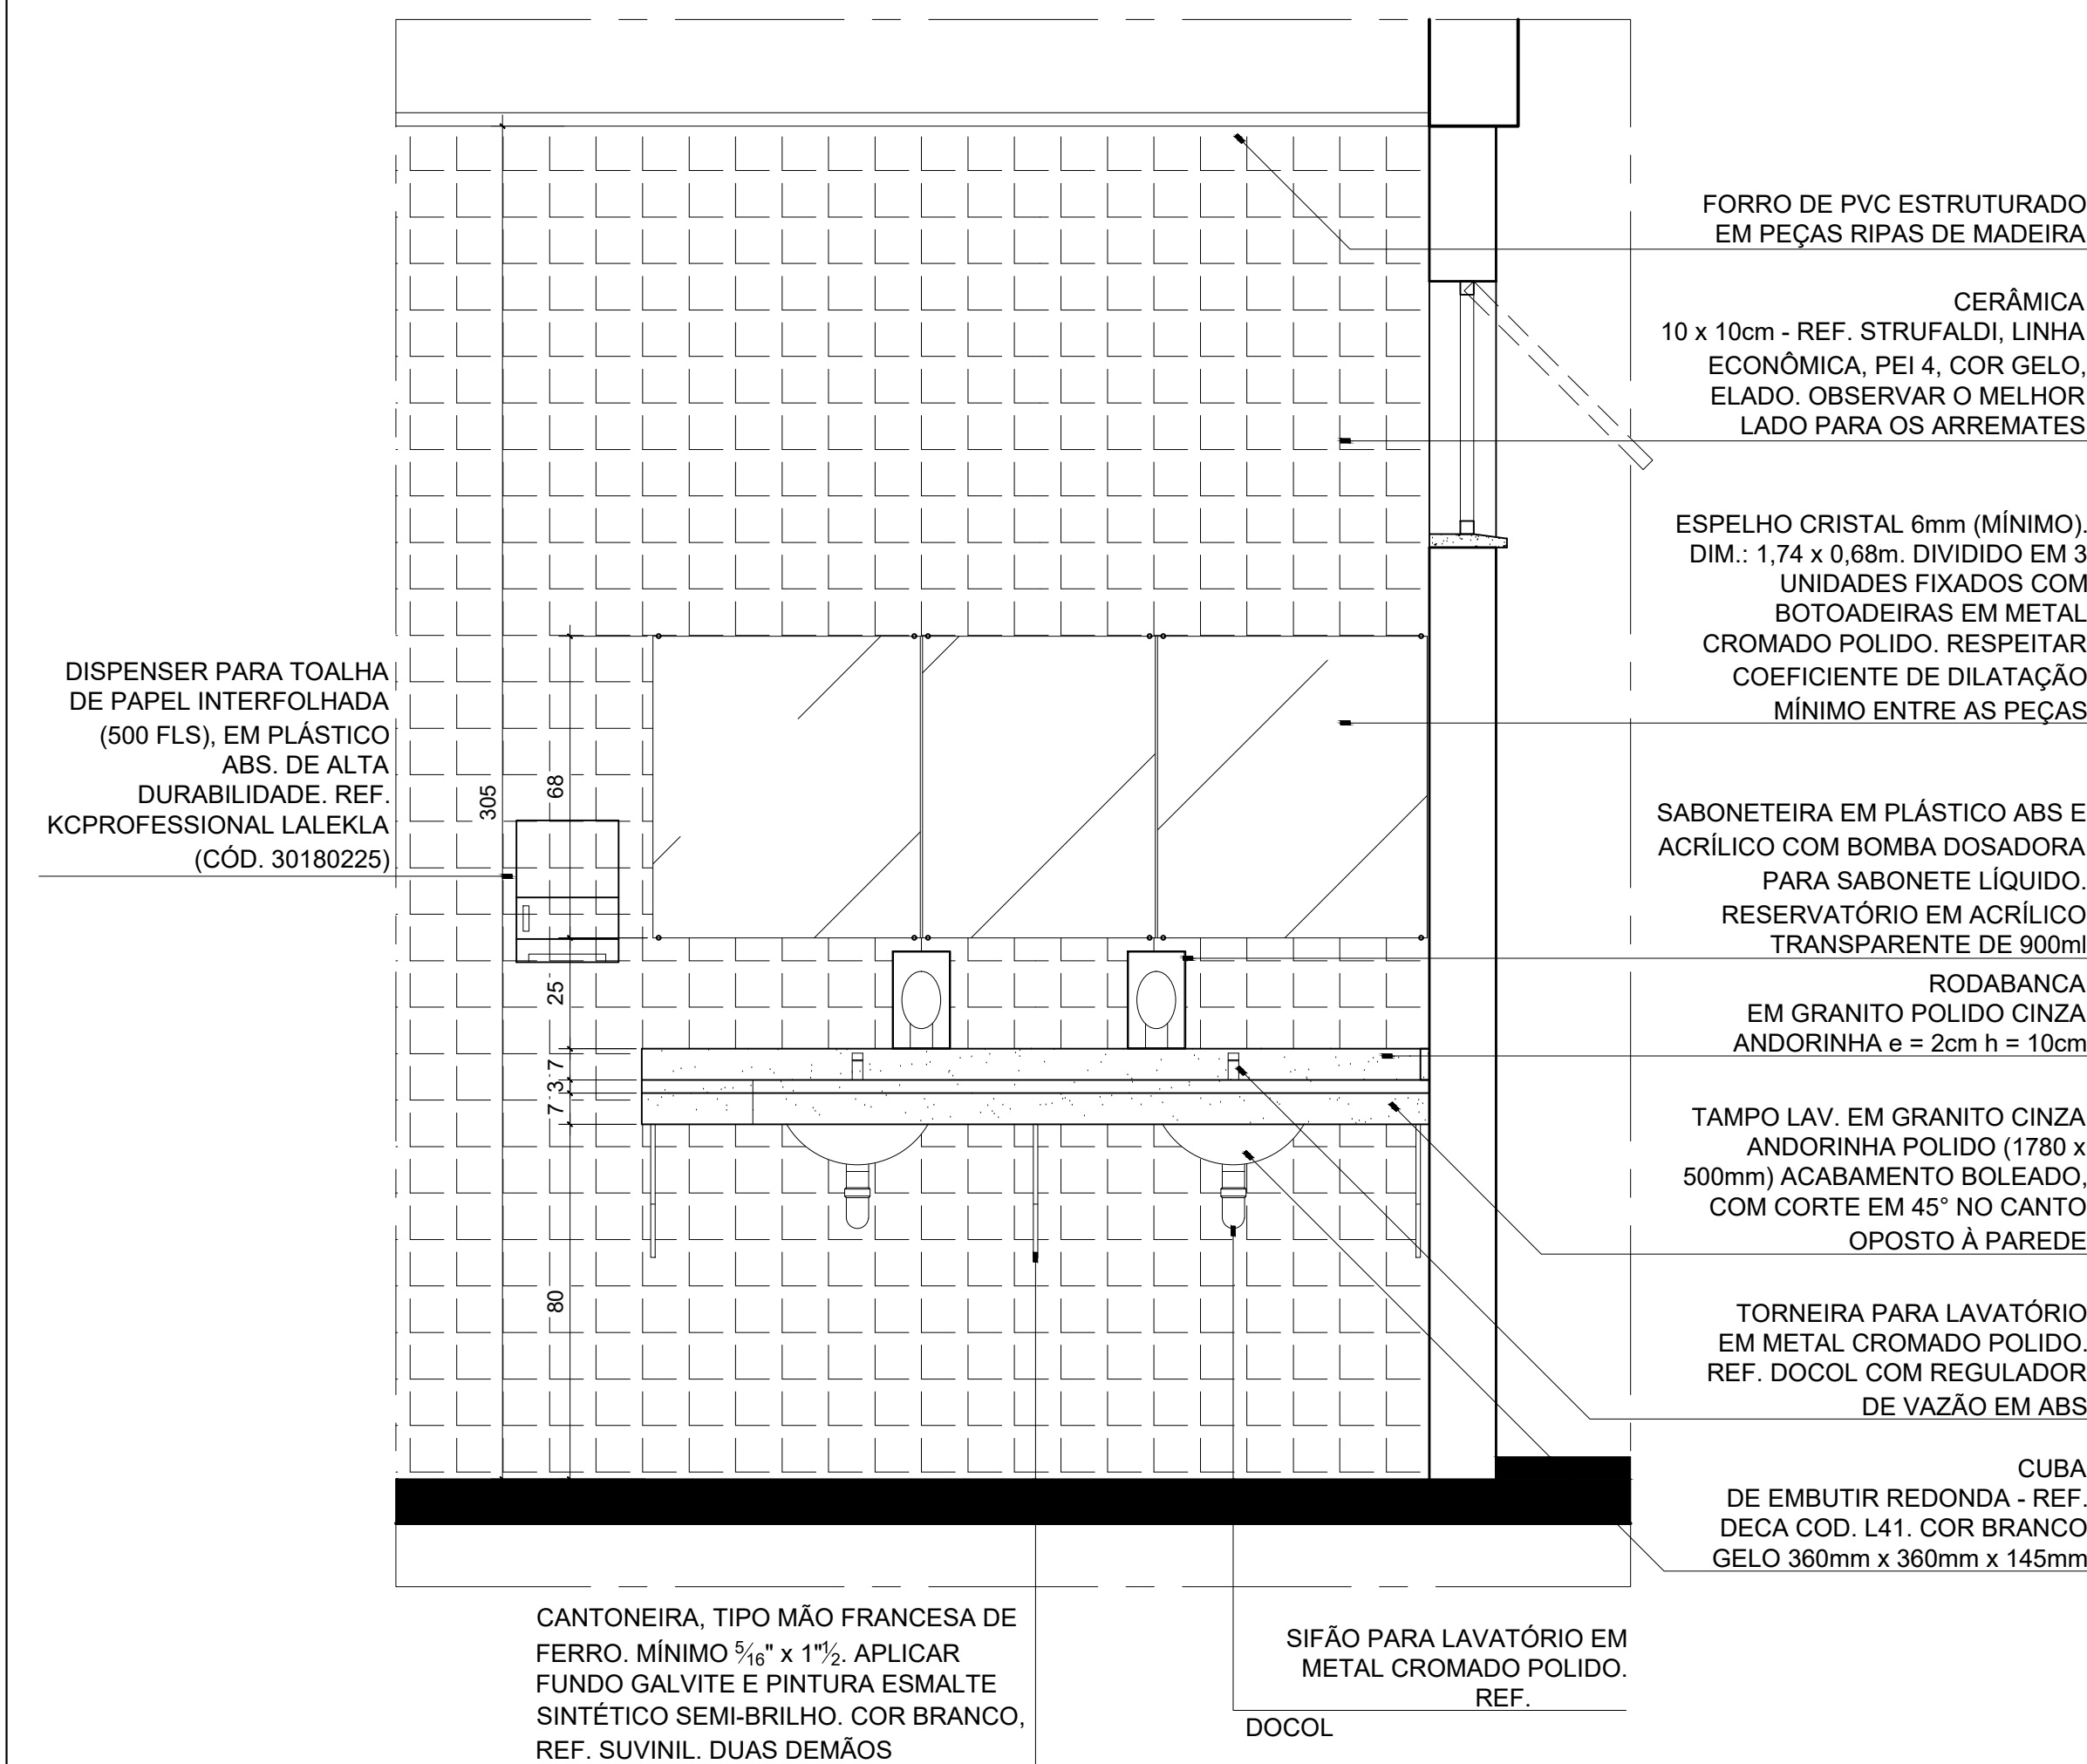 FORRO DE PVC ESTRUTURADO
EM PEÇAS RIPAS DE MADEIRA
CERÂMICA
10 x 10cm - REF. STRUFALDI, LINHA
ECONÔMICA, PEI 4, COR GELO,
ELADO. OBSERVAR O MELHOR
LADO PARA OS ARREMATES
ESPELHO CRISTAL 6mm (MÍNIMO).
DIM.: 1,74 x 0,68m. DIVIDIDO EM 3
UNIDADES FIXADOS COM
BOTOADEIRAS EM METAL
CROMADO POLIDO. RESPEITAR
COEFICIENTE DE DILATAÇÃO
MÍNIMO ENTRE AS PEÇAS
DISPENSER PARA TOALHA
DE PAPEL INTERFOLHADA
(500 FLS), EM PLÁSTICO
ABS. DE ALTA
DURABILIDADE. REF.
KCPROFESSIONAL LALEKLA
(CÓD. 30180225)
305
68
25
7
3
7
80
SABONETEIRA EM PLÁSTICO ABS E
ACRÍLICO COM BOMBA DOSADORA
PARA SABONETE LÍQUIDO.
RESERVATÓRIO EM ACRÍLICO
TRANSPARENTE DE 900ml
RODABANCA
EM GRANITO POLIDO CINZA
ANDORINHA e = 2cm h = 10cm
TAMPO LAV. EM GRANITO CINZA
ANDORINHA POLIDO (1780 x
500mm) ACABAMENTO BOLEADO,
COM CORTE EM 45° NO CANTO
OPOSTO À PAREDE
TORNEIRA PARA LAVATÓRIO
EM METAL CROMADO POLIDO.
REF. DOCOL COM REGULADOR
DE VAZÃO EM ABS
CUBA
DE EMBUTIR REDONDA - REF.
DECA COD. L41. COR BRANCO
GELO 360mm x 360mm x 145mm
CANTONEIRA, TIPO MÃO FRANCESA DE
FERRO. MÍNIMO 5⁄16" x 1"½. APLICAR
FUNDO GALVITE E PINTURA ESMALTE
SINTÉTICO SEMI-BRILHO. COR BRANCO,
REF. SUVINIL. DUAS DEMÃOS
SIFÃO PARA LAVATÓRIO EM
METAL CROMADO POLIDO.
REF.
DOCOL